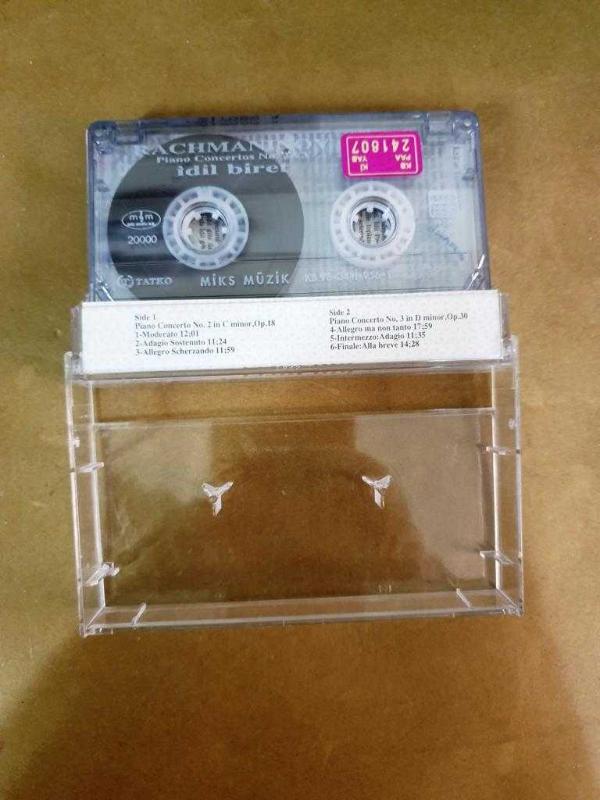 RACHMANINOV
Piano Concertos No.
idil biret
KB
PAA
241807
Kİ
YAB
20000
TATKO
MİKS MÜZİK
Side 1
Piano Concerto No. 2 in C minor,Op.18
1-Moderato 12:01
2-Adagio Sostenuto 11:24
3-Allegro Scherzando 11:59
Side 2
Piano Concerto No, 3 in D minor,Op.30
4-Allegro ma non tanto 17:59
5-Intermezzo:Adagio 11:35
6-Finale:Alla breve 14;28